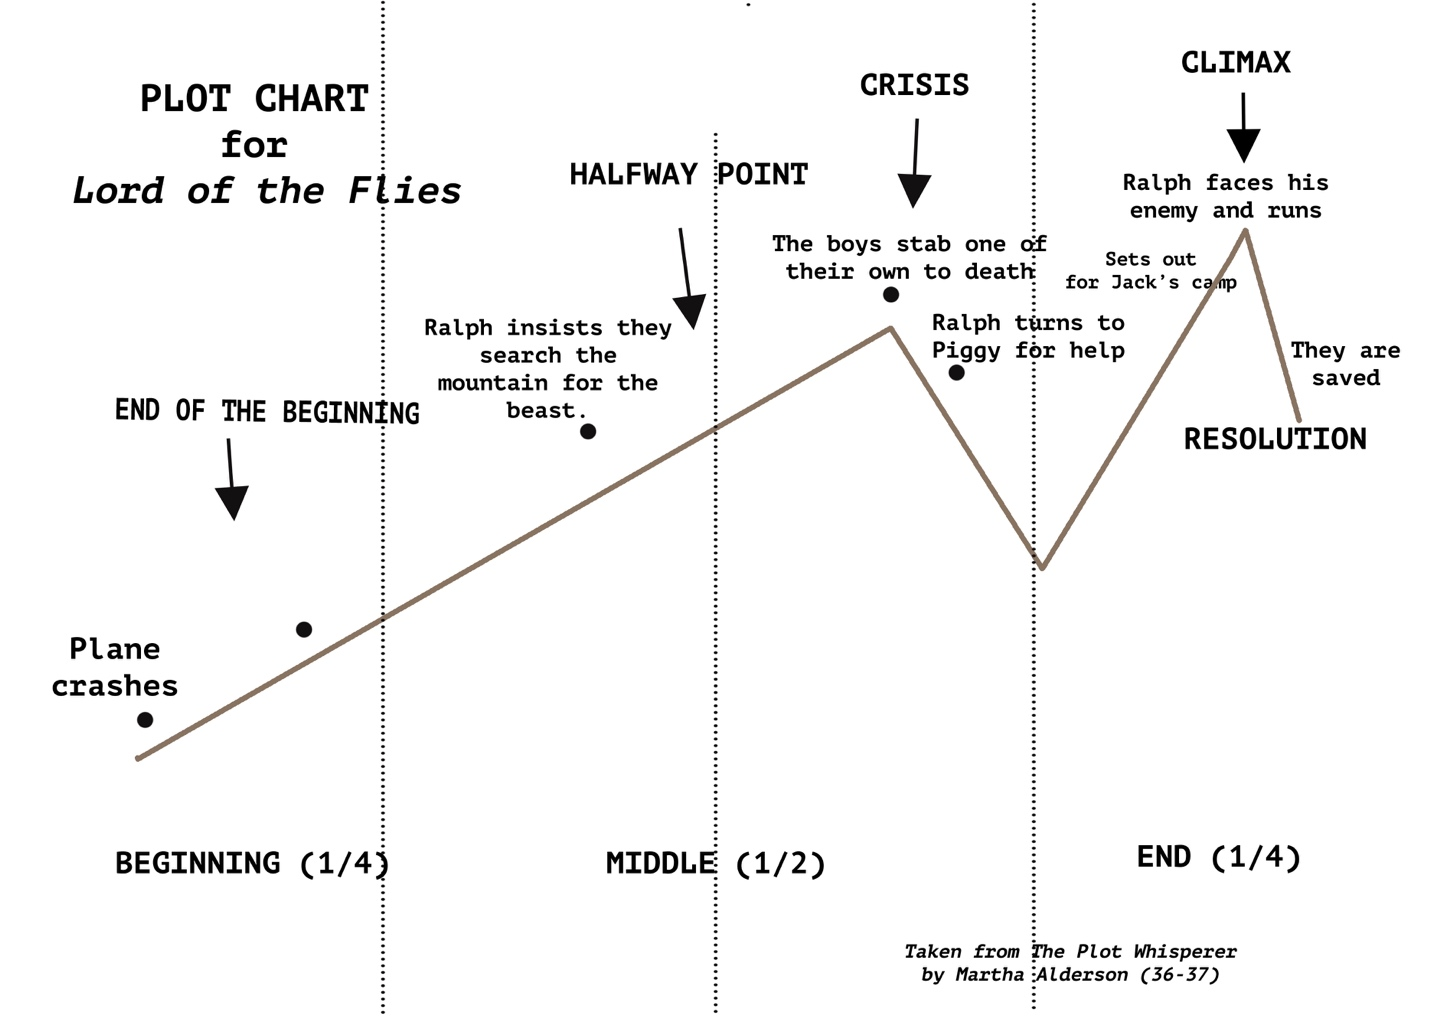 PLOT CHART
for
Lord of the Flies
CLIMAX
CRISIS
HALFWAY POINT
Ralph faces his
enemy and runs
The boys stab one of
their own to death
Sets out
for Jack's camp
Ralph insists they
search the
mountain for the
beast.
Ralph turns to
Piggy for help
They are
saved
END OF THE BEGINNING
RESOLUTION
Plane
crashes
BEGINNING (1/4)
MIDDLE (1/2)
END (1/4)
Taken from The Plot Whisperer
by Martha Alderson (36-37)